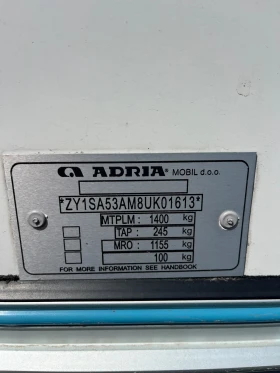 ADRIA MOBIL d.o.o.
*ZY1SA53AM8UK01613*
MTPLM: 1400 kg
TAP: 245 kg
MRO: 1155 kg
100 kg
FOR MORE INFORMATION SEE HANDBOOK